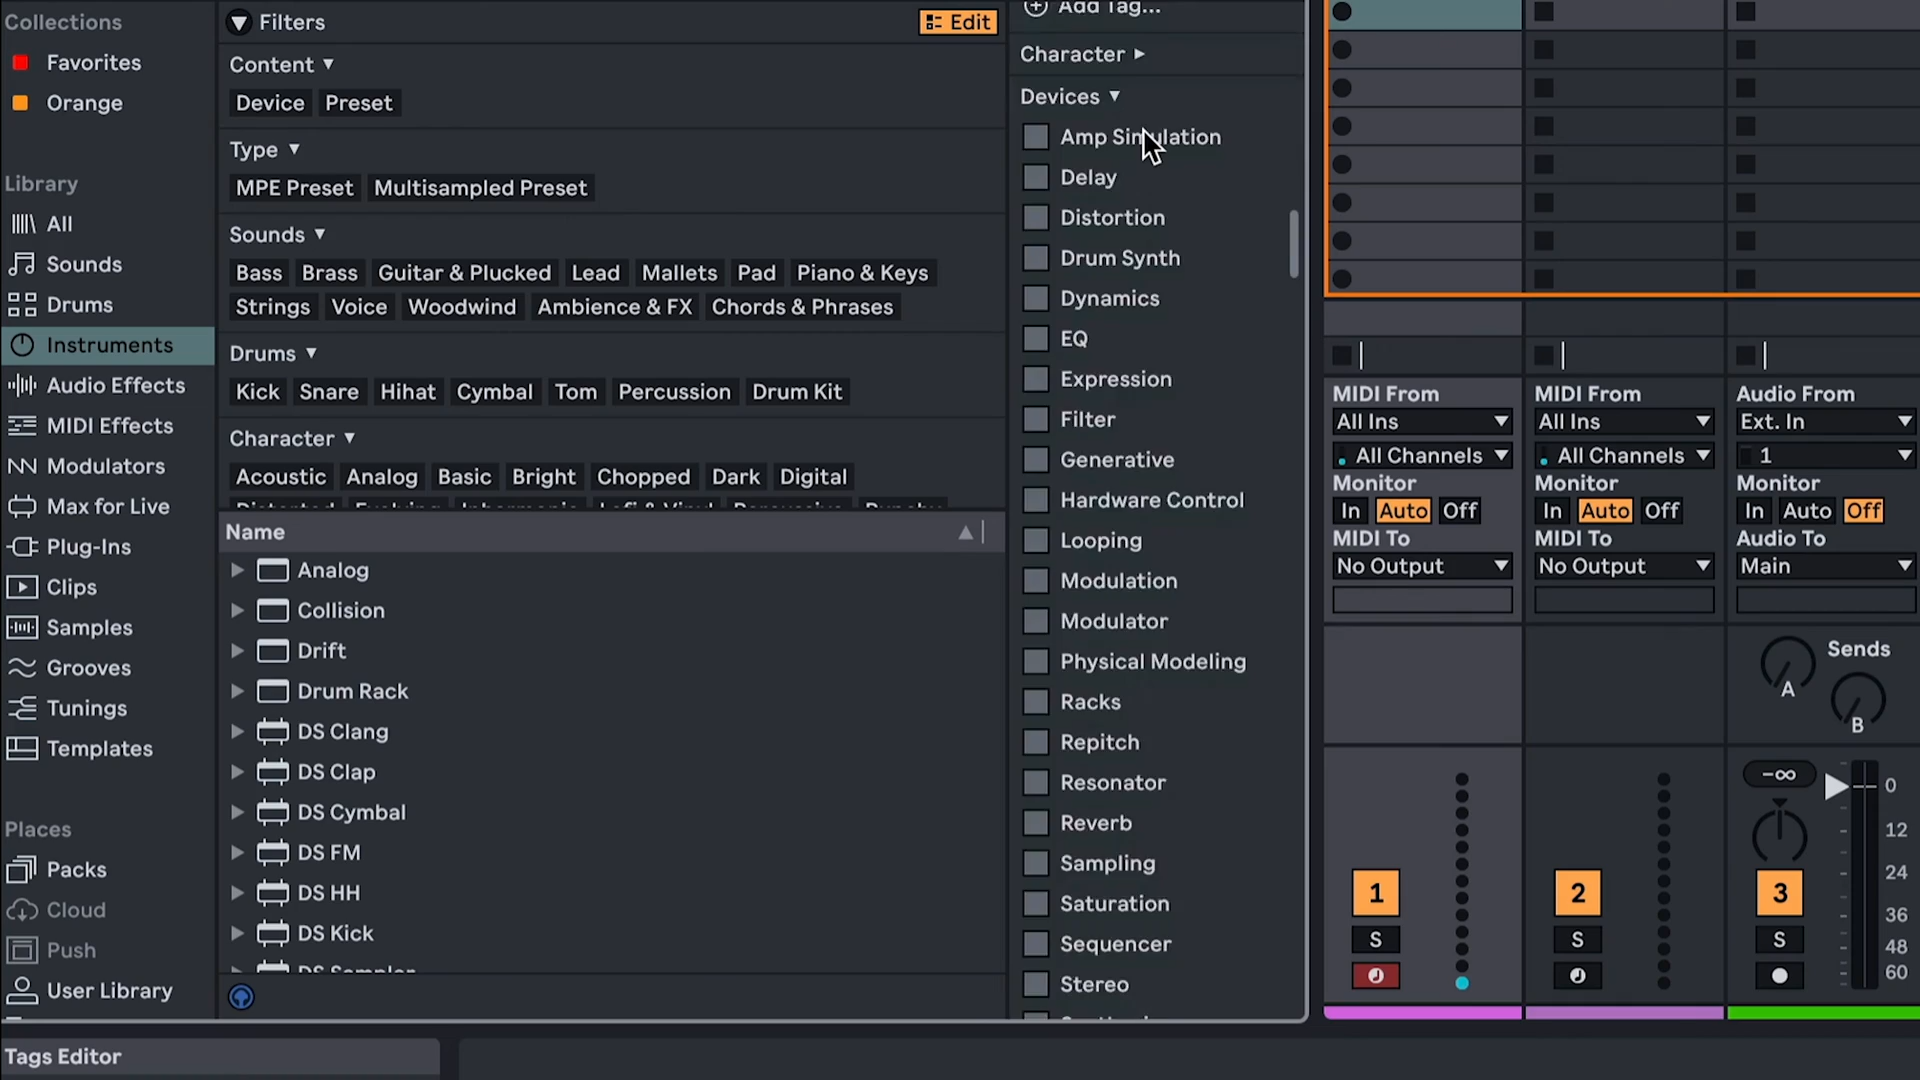 Collections
Favorites
Orange
Library
All
Sounds
Drums
Instruments
Audio Effects
MIDI Effects
Modulators
Max for Live
Plug-Ins
Clips
Samples
Grooves
Tunings
Templates
Places
Packs
Cloud
Push
User Library
Filters
Edit
Content
Device Preset
Type
MPE Preset Multisampled Preset
Sounds
Bass Brass Guitar & Plucked Lead Mallets Pad Piano & Keys
Strings Voice Woodwind Ambience & FX Chords & Phrases
Drums
Kick Snare Hihat Cymbal Tom Percussion Drum Kit
Character
Acoustic Analog Basic Bright Chopped Dark Digital
Distorted Evolving Inharmonic Lofi & Vinyl Percussive Punchy
Name
Analog
Collision
Drift
Drum Rack
DS Clang
DS Clap
DS Cymbal
DS FM
DS HH
DS Kick
DS Sampler
Add Tag...
Character
Devices
Amp Simulation
Delay
Distortion
Drum Synth
Dynamics
EQ
Expression
Filter
Generative
Hardware Control
Looping
Modulation
Modulator
Physical Modeling
Racks
Repitch
Resonator
Reverb
Sampling
Saturation
Sequencer
Stereo
MIDI From
All Ins
All Channels
Monitor
In Auto Off
MIDI To
No Output
1
S
MIDI From
All Ins
All Channels
Monitor
In Auto Off
MIDI To
No Output
2
S
Audio From
Ext. In
1
Monitor
In Auto Off
Audio To
Main
Sends
A
B
-∞
0
12
24
36
48
60
3
S
Tags Editor